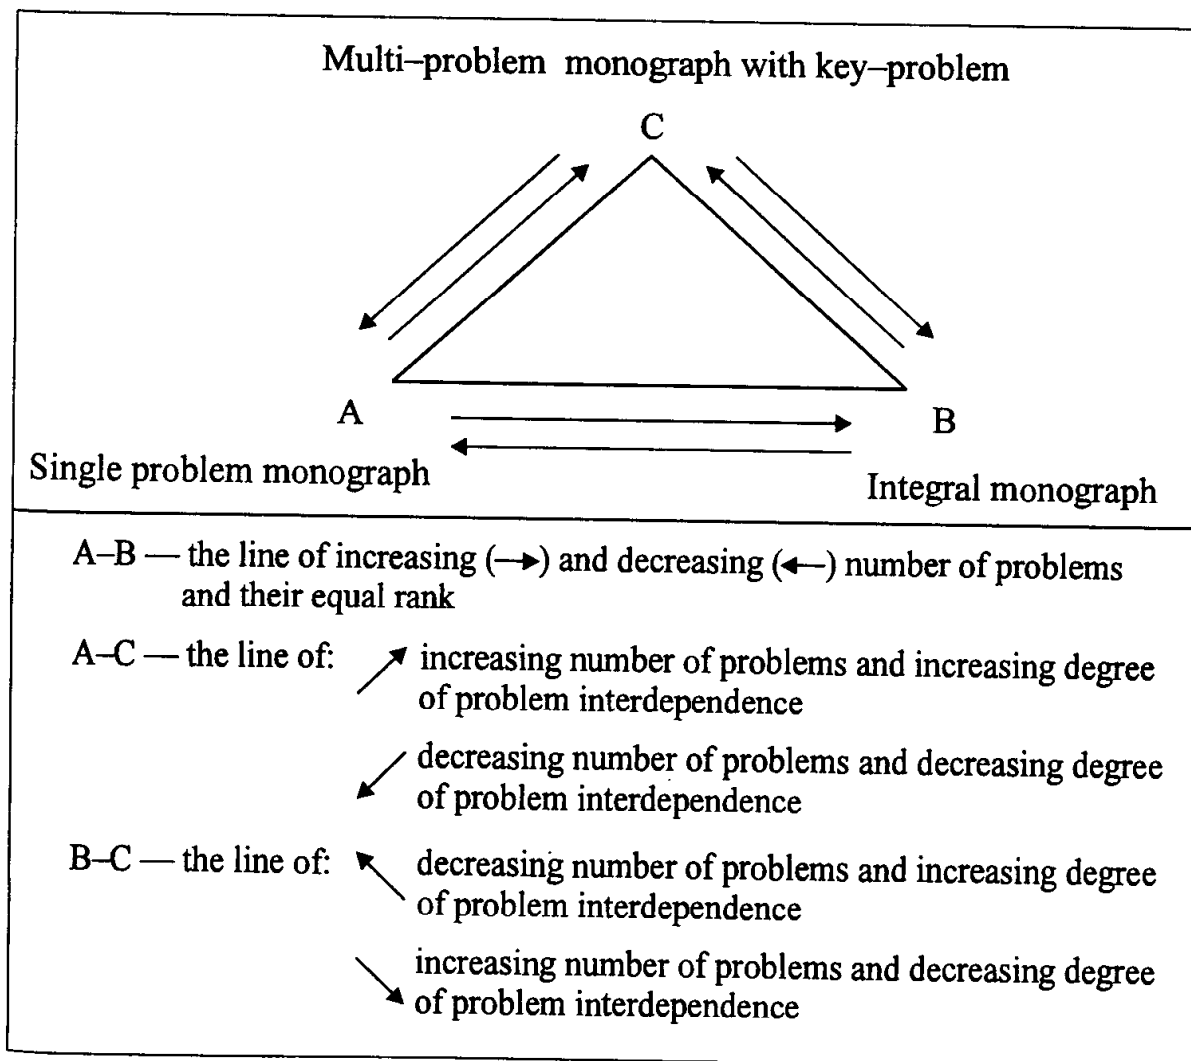 Multi–problem monograph with key–problem
C
A
B
Single problem monograph
Integral monograph
A–B — the line of increasing (→) and decreasing (←) number of problems
and their equal rank
A–C — the line of: ↗ increasing number of problems and increasing degree
of problem interdependence
↙ decreasing number of problems and decreasing degree
of problem interdependence
B–C — the line of: ↖ decreasing number of problems and increasing degree
of problem interdependence
↘ increasing number of problems and decreasing degree
of problem interdependence